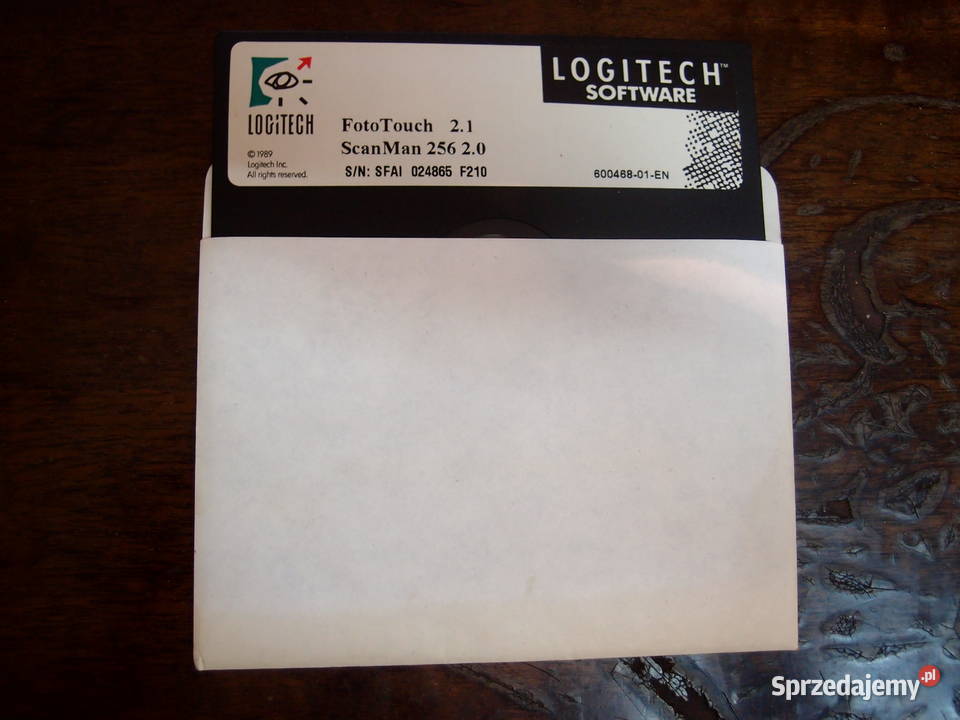 LOGITECH
© 1989
Logitech Inc.
All rights reserved.
FotoTouch 2.1
ScanMan 256 2.0
S/N: SFAI 024865 F210
LOGITECH™
SOFTWARE
600468-01-EN
Sprzedajemy.pl